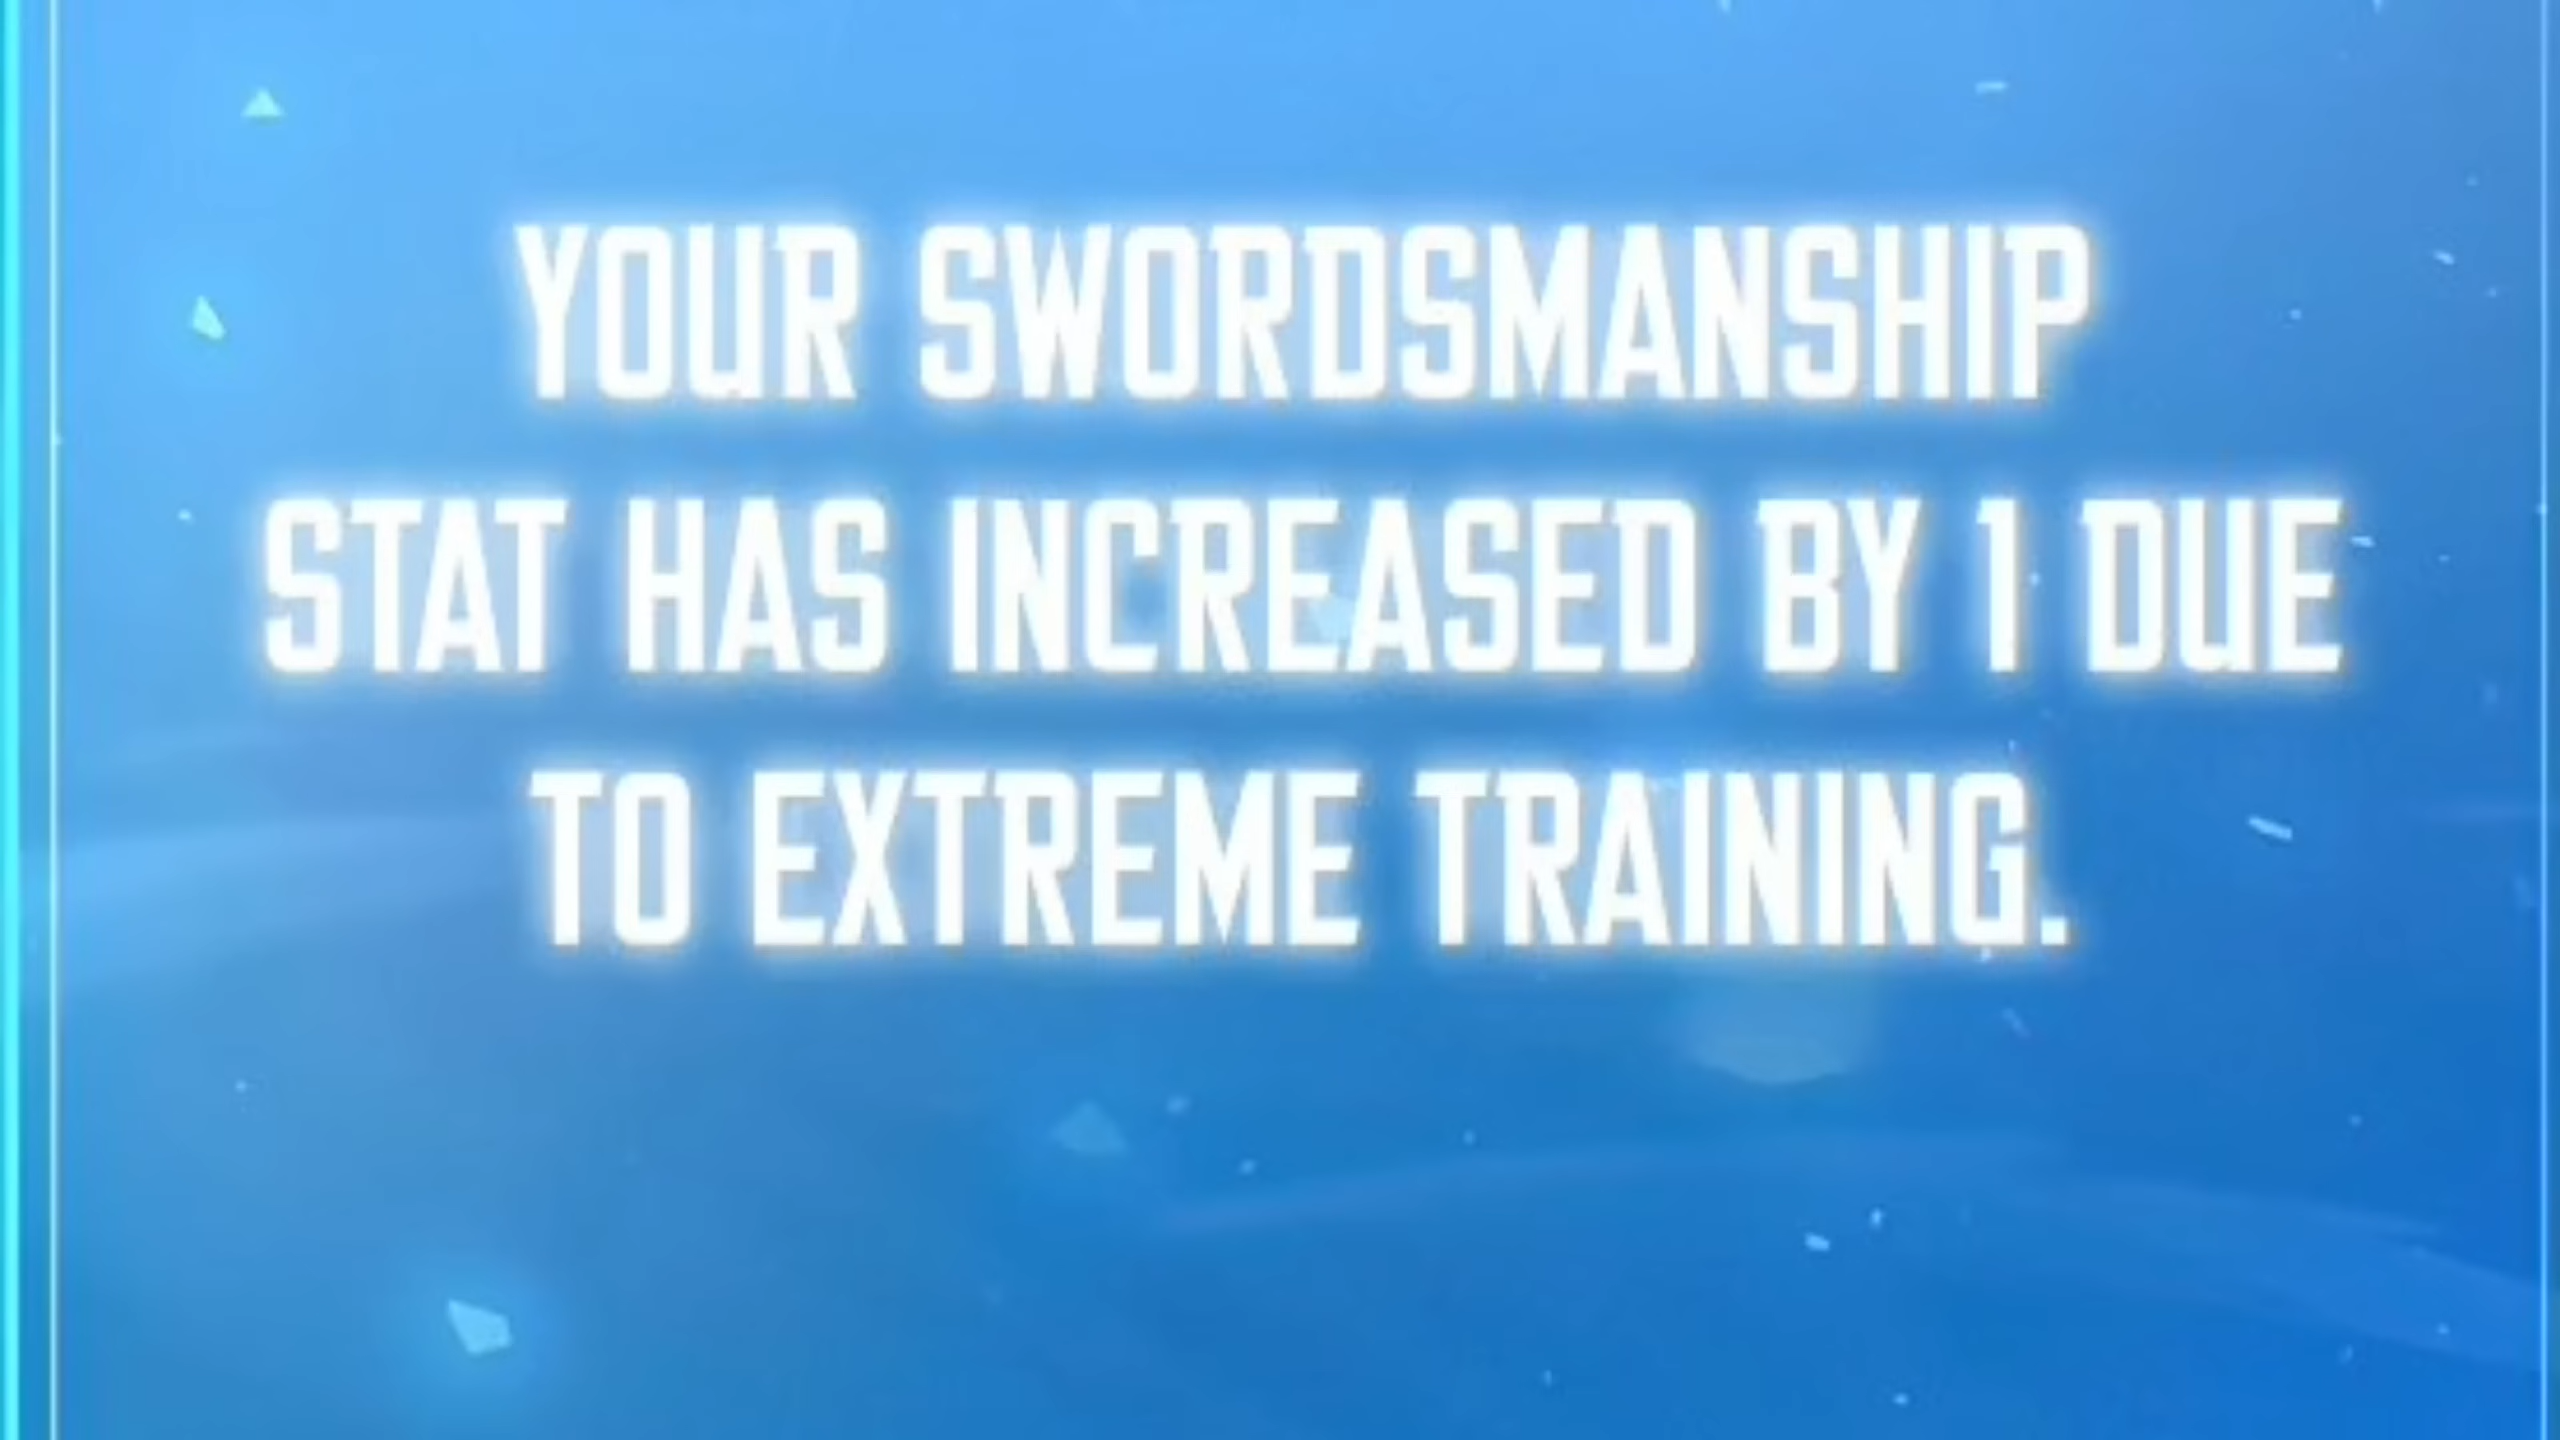 YOUR SWORDSMANSHIP
STAT HAS INCREASED BY 1 DUE
TO EXTREME TRAINING.